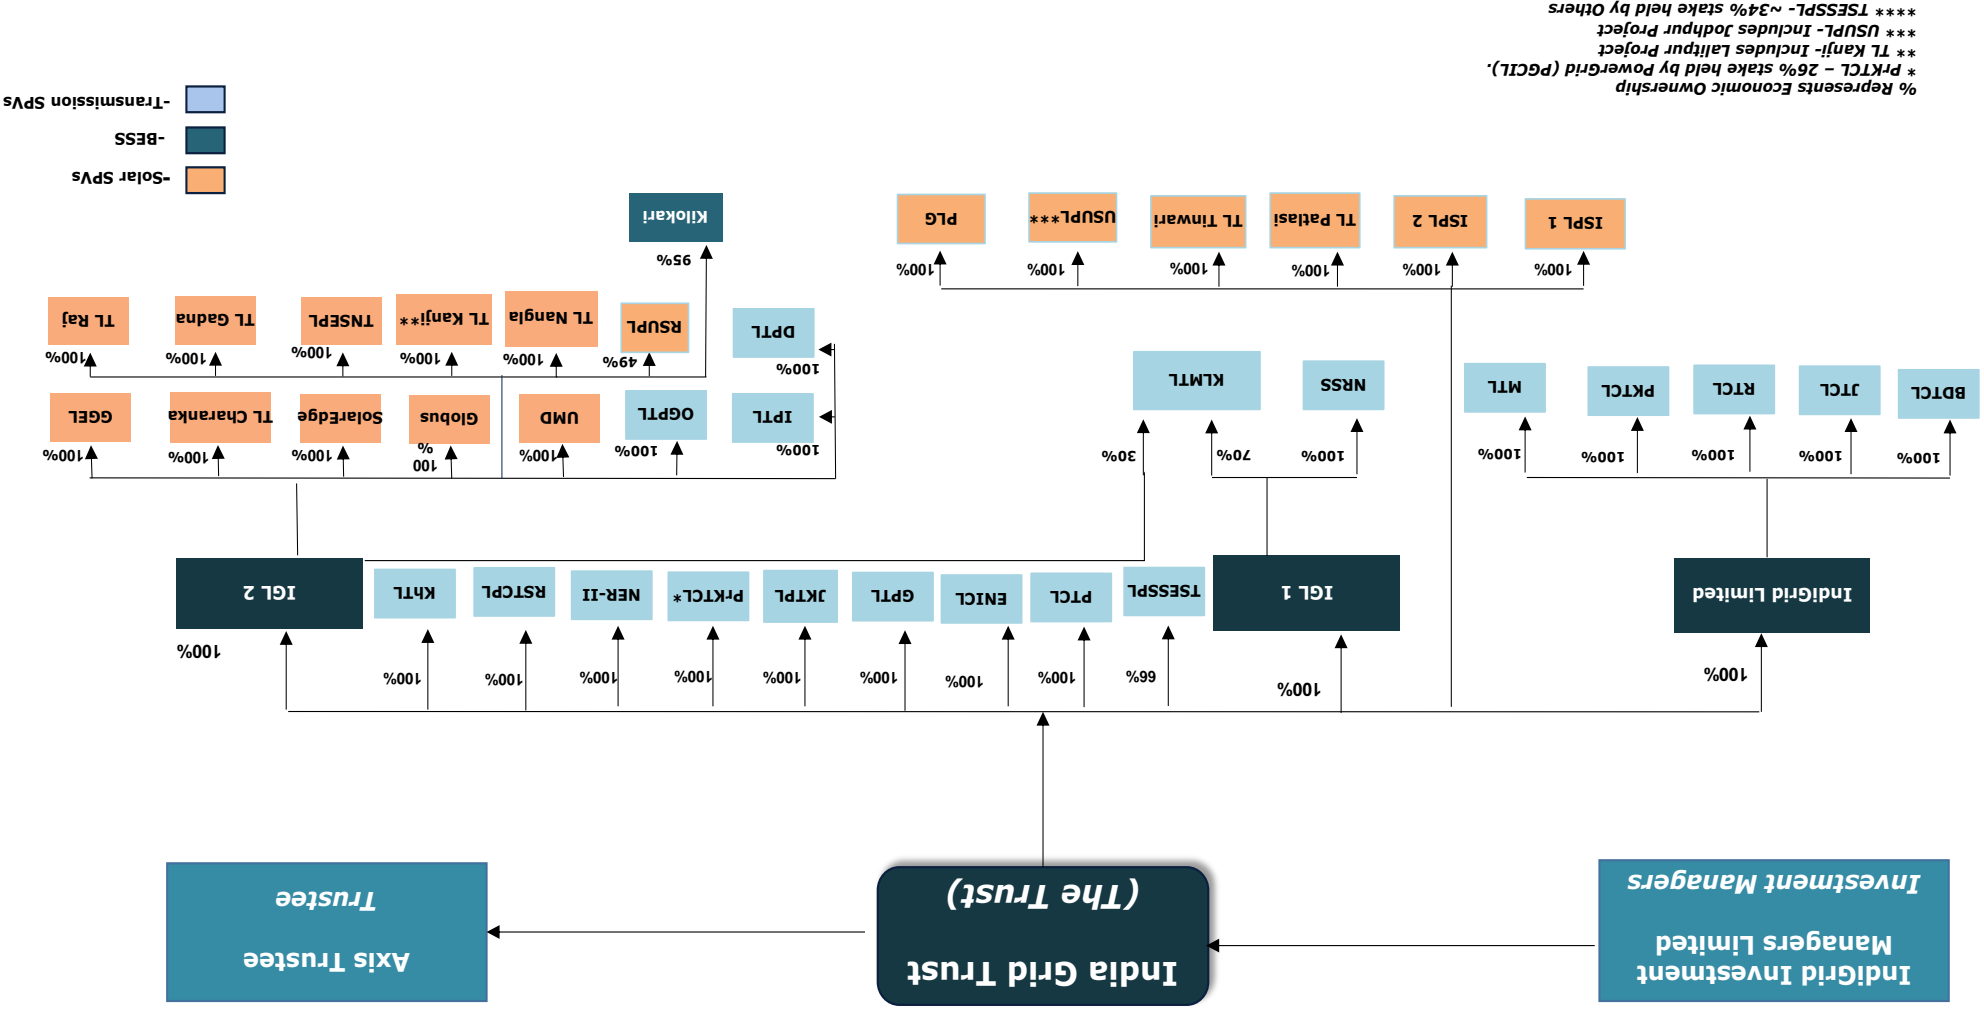 IndiGrid Investment
Managers Limited
Investment Managers
India Grid Trust
(The Trust)
Axis Trustee
Trustee
100%
100%
66%
100%
100%
100%
100%
100%
100%
100%
100%
100%
IndiGrid Limited
IGL 1
TSESSPL
PTCL
ENICL
GPTL
JKTPL
PrKTCL*
NER-II
RSTCPL
KhTL
IGL 2
100%
100%
100%
100%
100%
100%
70%
30%
BDTCL
JTCL
RTCL
PKTCL
MTL
NRSS
KLMTL
100%
100%
100%
100
%
100%
100%
100%
IPTL
OGPTL
UMD
Globus
SolarEdge
TL Charanka
GGEL
100%
49%
100%
100%
100%
100%
100%
DPTL
RSUPL
TL Nangla
TL Kanji**
TNSEPL
TL Gadna
TL Raj
100%
100%
100%
100%
100%
100%
95%
ISPL 1
ISPL 2
TL Patlasi
TL Tinwari
USUPL***
PLG
Kilokari
-Solar SPVs
-BESS
-Transmission SPVs
% Represents Economic Ownership
* PrKTCL – 26% stake held by PowerGrid (PGCIL).
** TL Kanji- Includes Lalitpur Project
*** USUPL- Includes Jodhpur Project
**** TSESSPL- ~34% stake held by Others